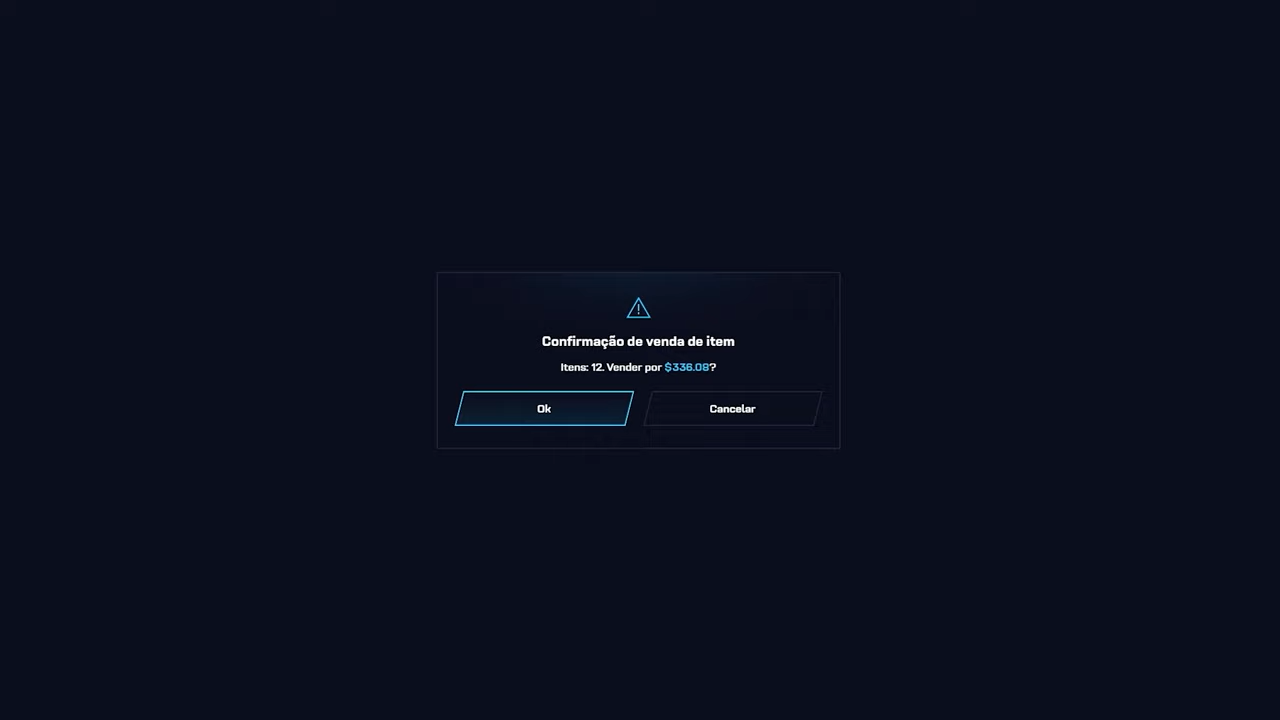 Confirmação de venda de item
Itens: 12. Vender por $336.08?
Ok
Cancelar